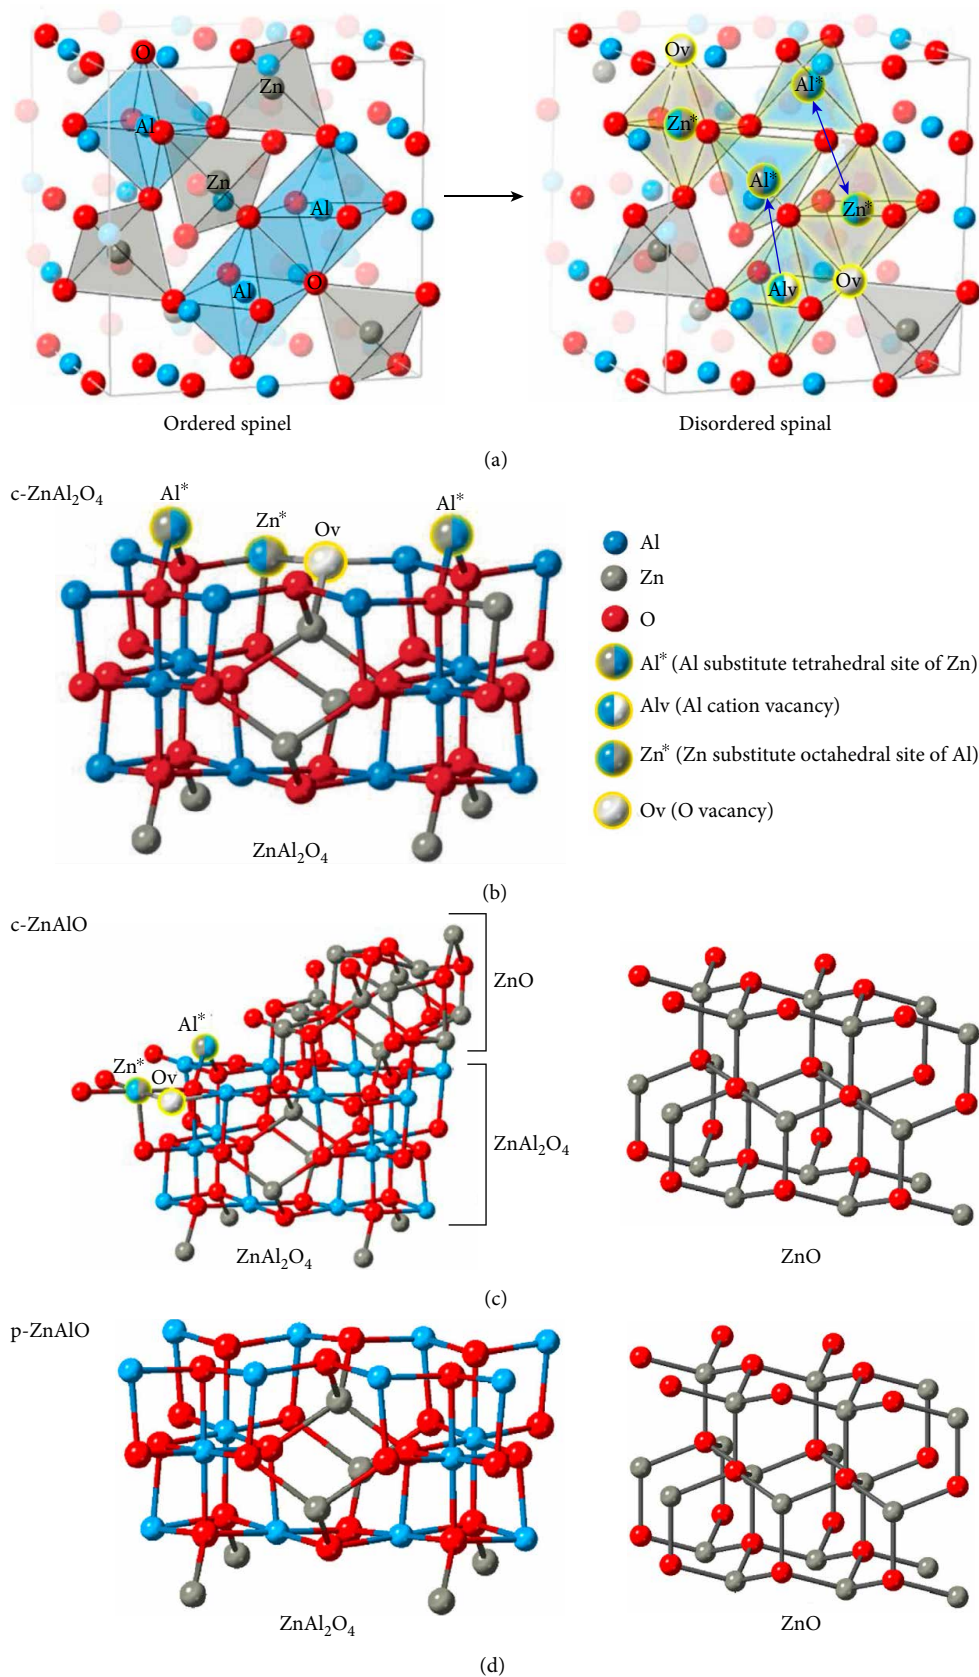 O
Zn
Al
Zn
Al
Al
O
Ordered spinel
Ov
Al*
Zn*
Al*
Zn*
Alv
Ov
Disordered spinal
(a)
c-ZnAl₂O₄
Al*
Zn*
Ov
Al*
ZnAl₂O₄
Al
Zn
O
Al* (Al substitute tetrahedral site of Zn)
Alv (Al cation vacancy)
Zn* (Zn substitute octahedral site of Al)
Ov (O vacancy)
(b)
c-ZnAlO
Al*
Zn*
Ov
ZnO
ZnAl₂O₄
ZnAl₂O₄
ZnO
(c)
p-ZnAlO
ZnAl₂O₄
ZnO
(d)